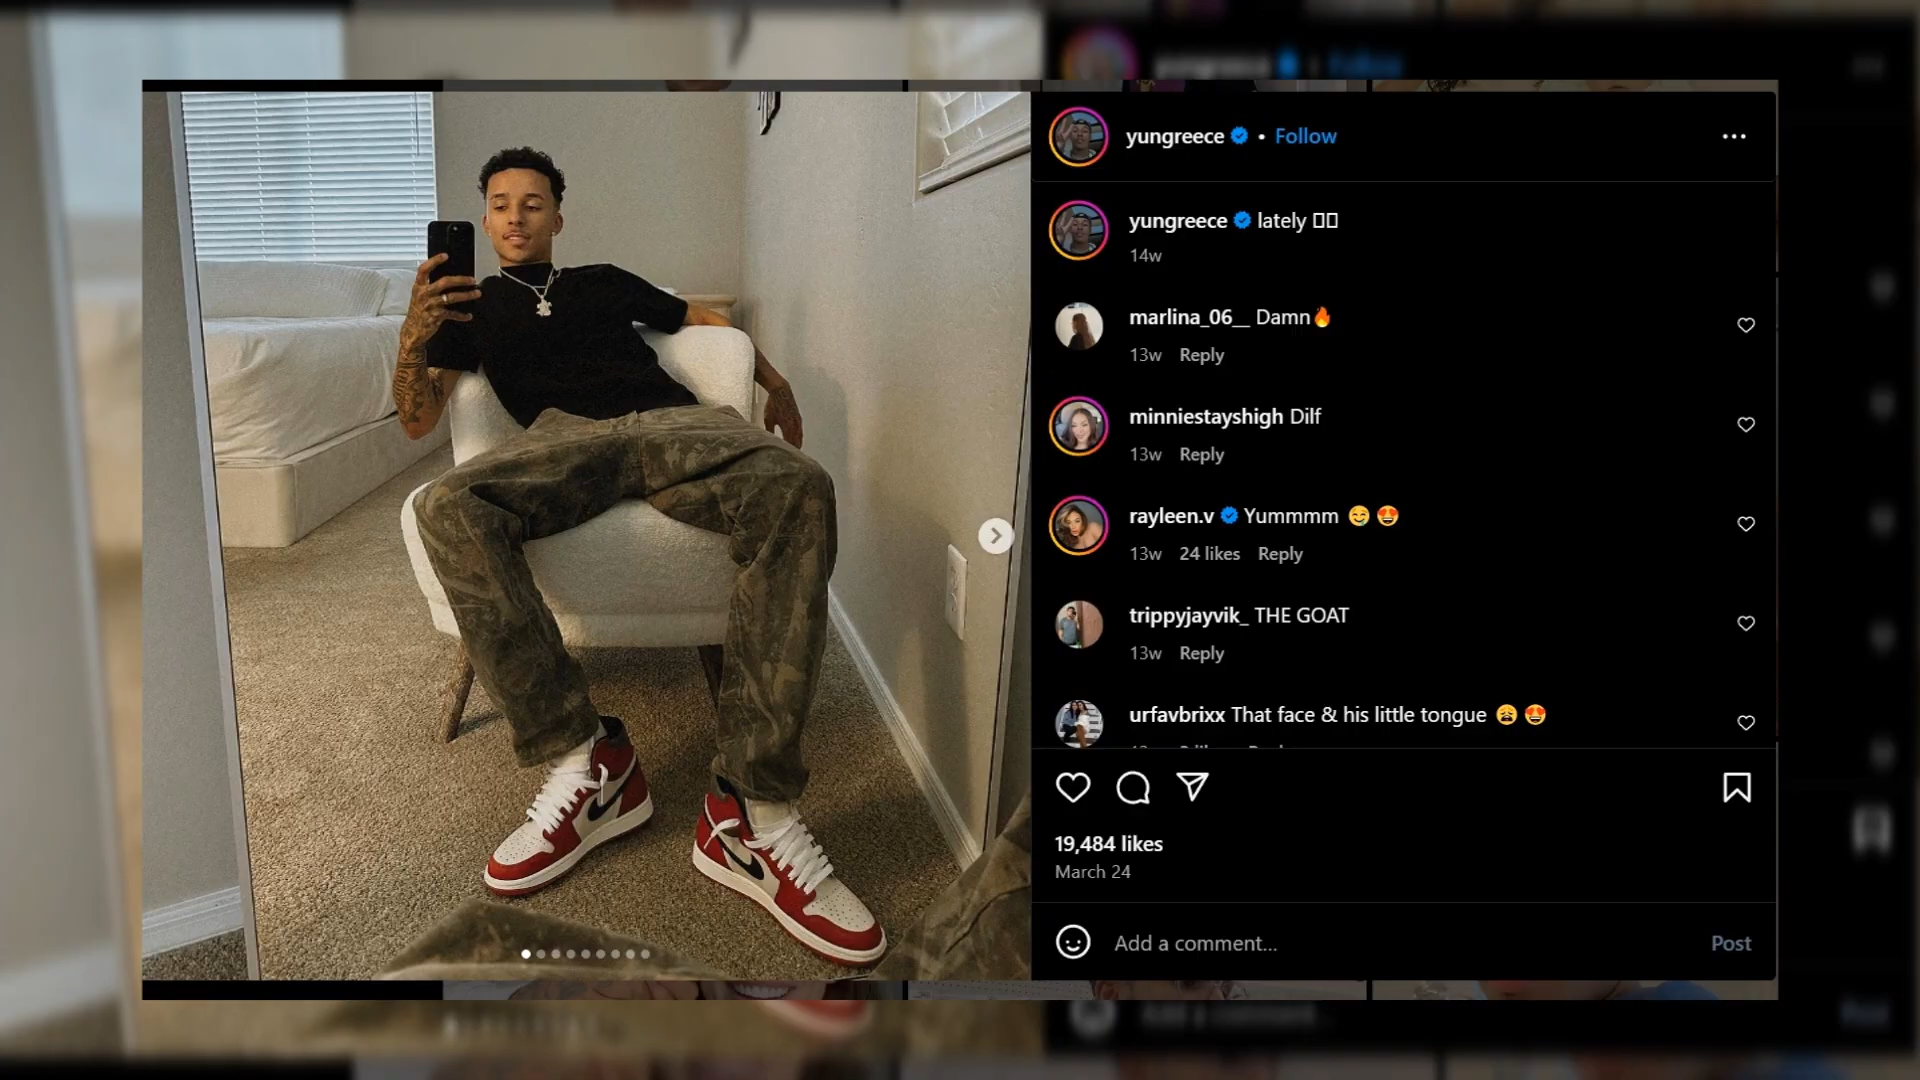 yungreece • Follow
yungreece lately
14w
marlina_06__ Damn🔥
13w Reply
minniestayshigh Dilf
13w Reply
rayleen.v Yummmm 😋 😍
13w 24 likes Reply
trippyjayvik_ THE GOAT
13w Reply
urfavbrixx That face & his little tongue 😩 😍
19,484 likes
March 24
Add a comment... Post